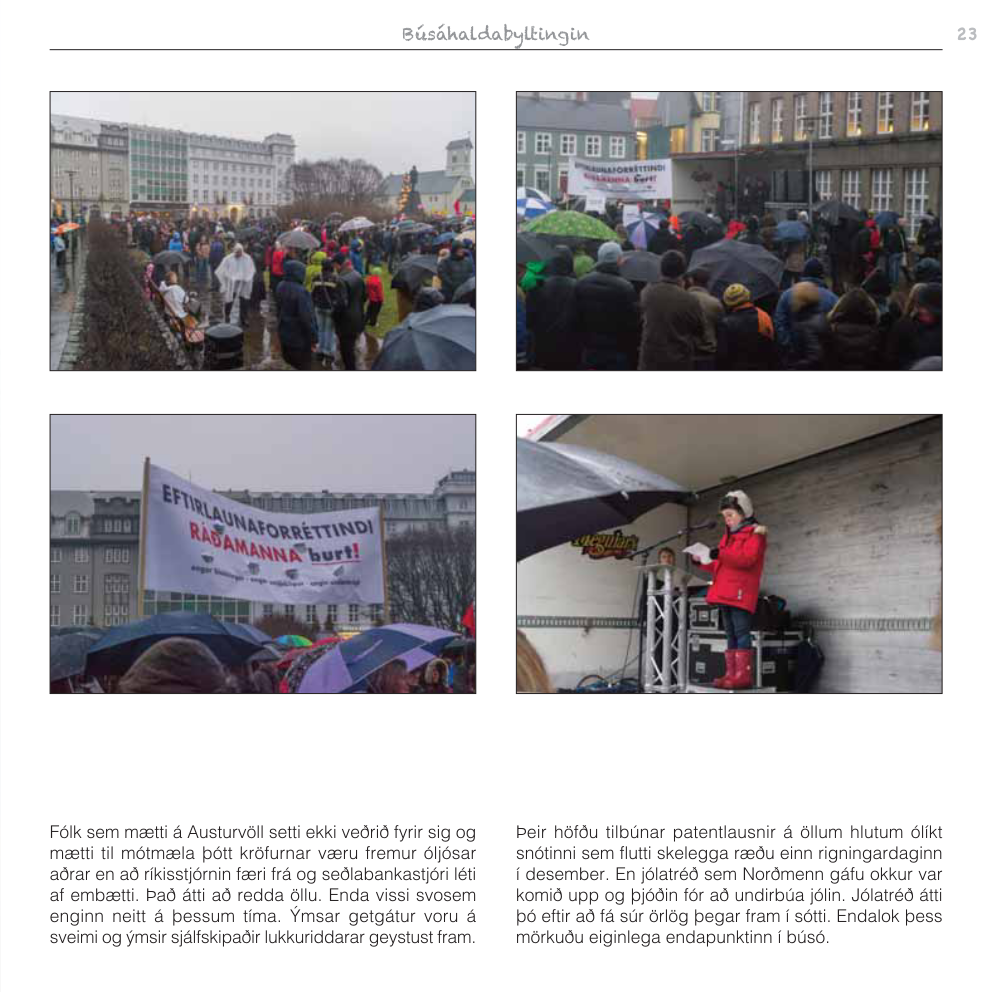 Búsáhaldabyltingin
23
EFTIRLAUNAFORRÉTTINDI
RÁÐAMANNA burt!
EFTIRLAUNAFORRÉTTINDI
RÁÐAMANNA burt!
Meguiar's
Fólk sem mætti á Austurvöll setti ekki veðrið fyrir sig og
mætti til mótmæla þótt kröfurnar væru fremur óljósar
aðrar en að ríkisstjórnin færi frá og seðlabankastjóri léti
af embætti. Það átti að redda öllu. Enda vissi svosem
enginn neitt á þessum tíma. Ýmsar getgátur voru á
sveimi og ýmsir sjálfskipaðir lukkuriddarar geystust fram.
Þeir höfðu tilbúnar patentlausnir á öllum hlutum ólíkt
snótinni sem flutti skelegga ræðu einn rigningardaginn
í desember. En jólatréð sem Norðmenn gáfu okkur var
komið upp og þjóðin fór að undirbúa jólin. Jólatréð átti
þó eftir að fá súr örlög þegar fram í sótti. Endalok þess
mörkuðu eiginlega endapunktinn í búsó.